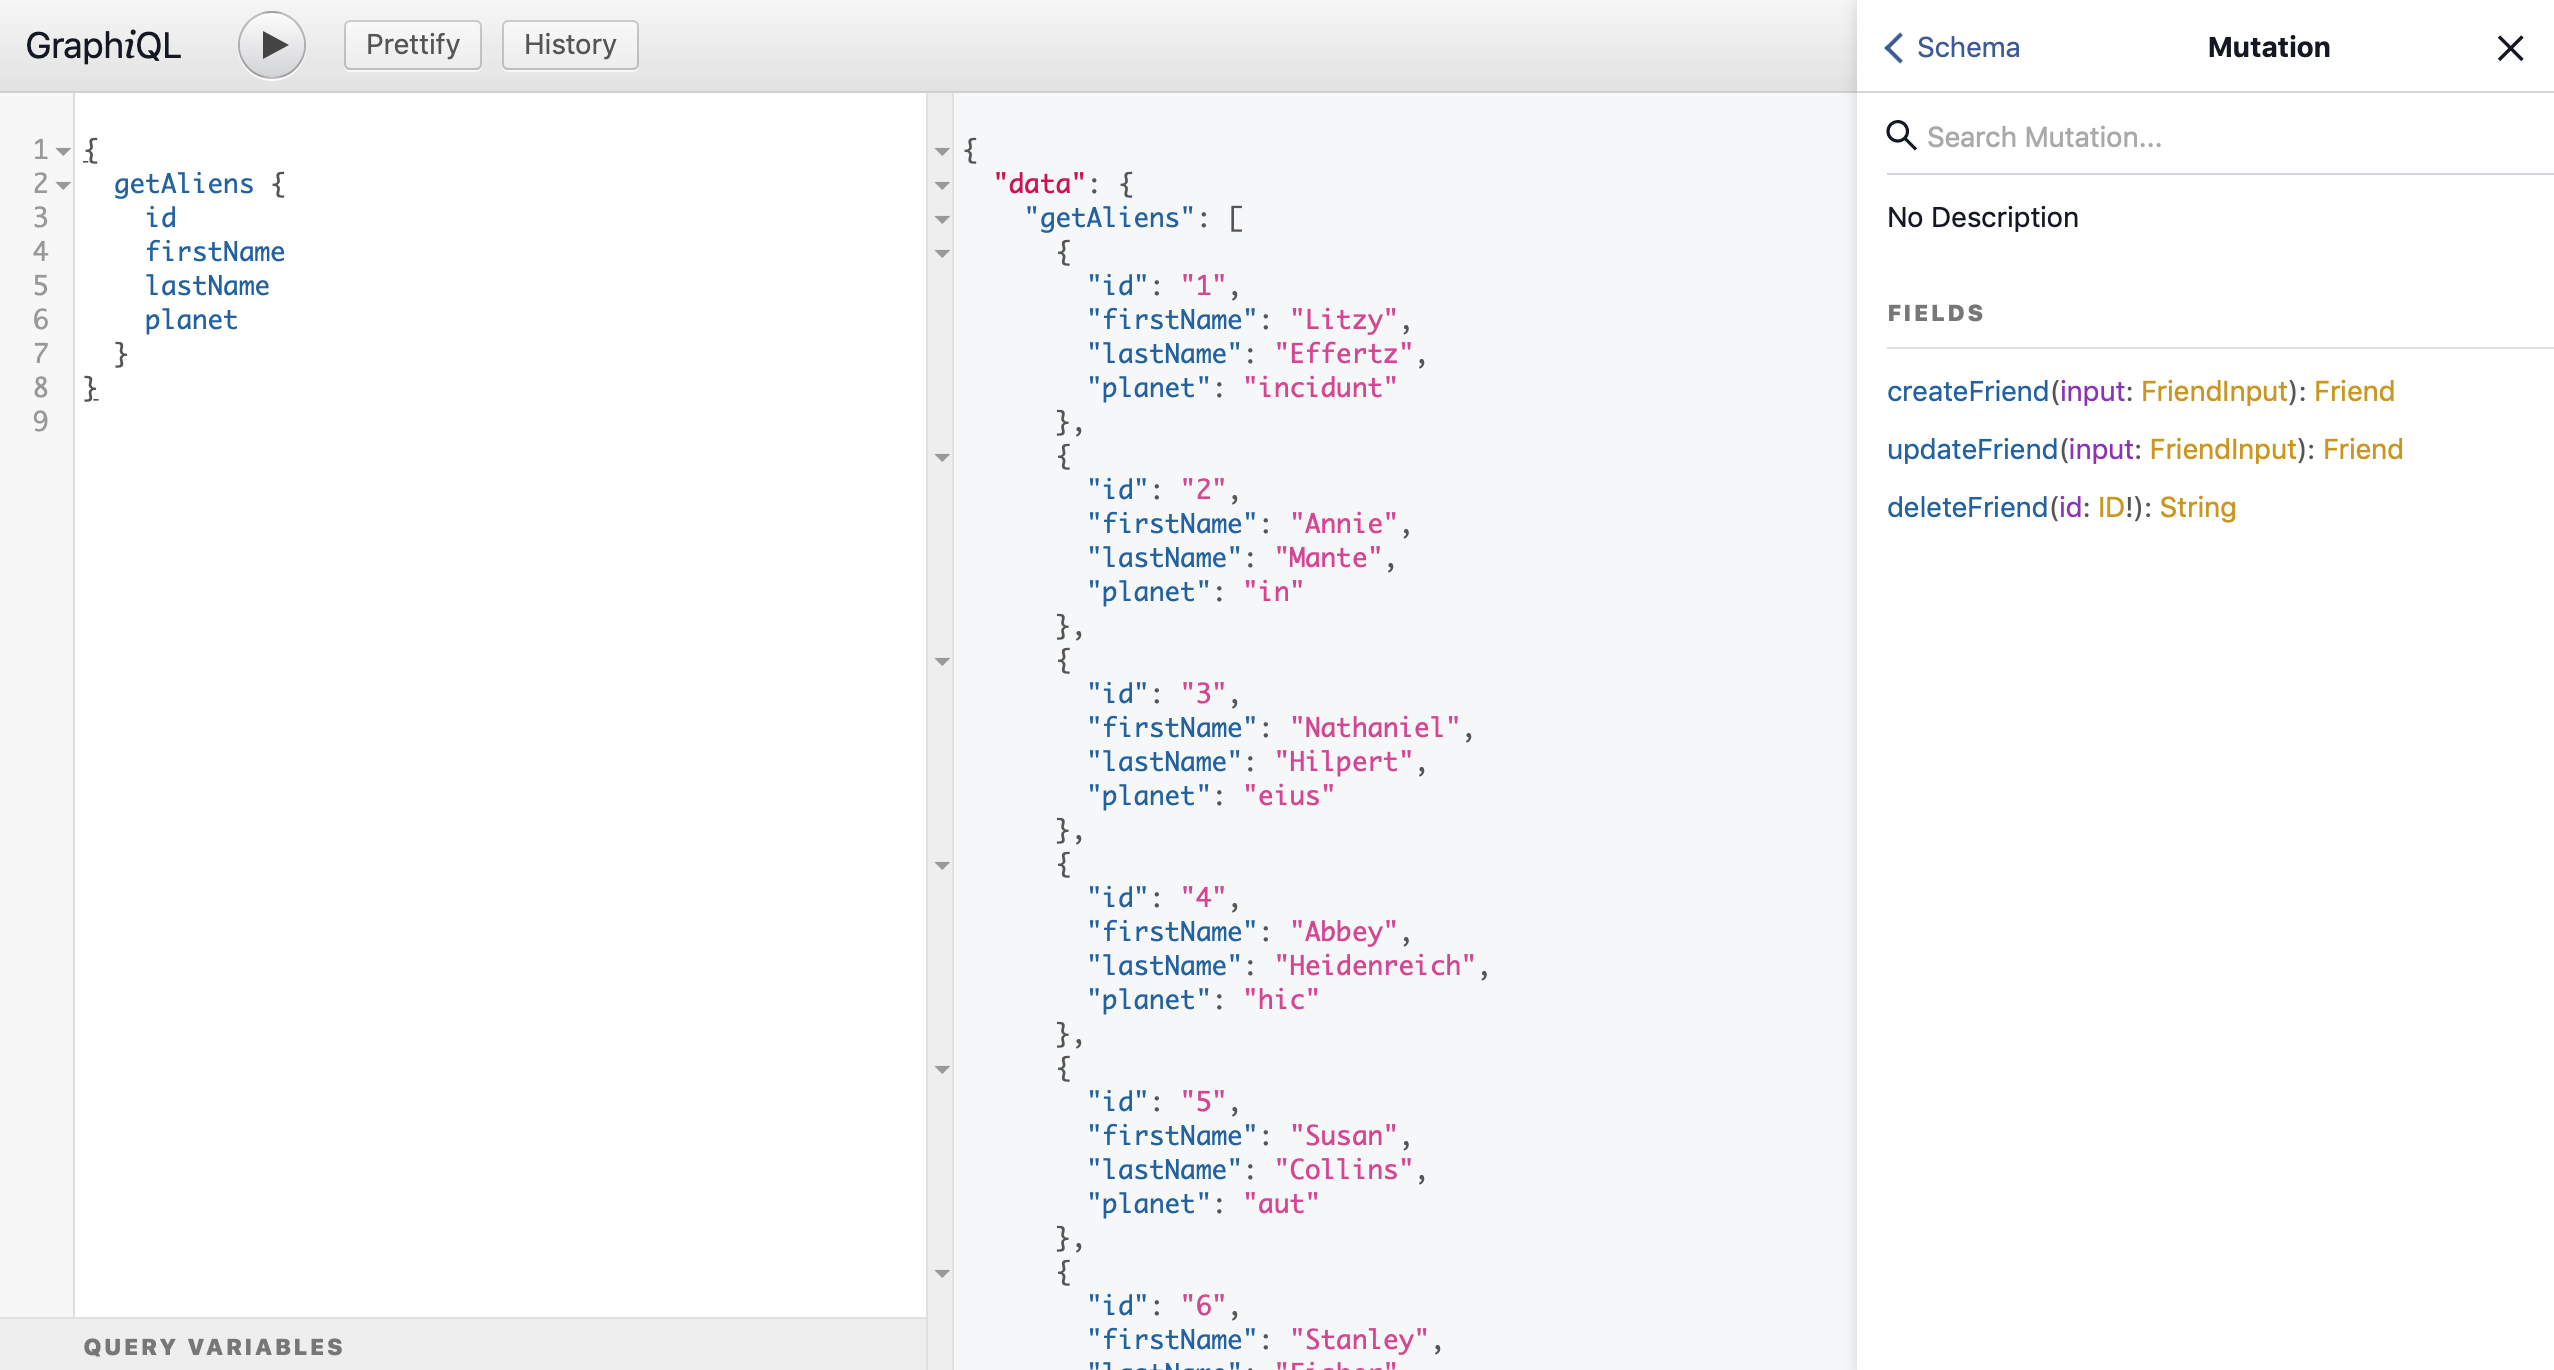 GraphiQL
Prettify
History
1 {
2   getAliens {
3     id
4     firstName
5     lastName
6     planet
7   }
8 }
9
QUERY VARIABLES
{
  "data": {
    "getAliens": [
      {
        "id": "1",
        "firstName": "Litzy",
        "lastName": "Effertz",
        "planet": "incidunt"
      },
      {
        "id": "2",
        "firstName": "Annie",
        "lastName": "Mante",
        "planet": "in"
      },
      {
        "id": "3",
        "firstName": "Nathaniel",
        "lastName": "Hilpert",
        "planet": "eius"
      },
      {
        "id": "4",
        "firstName": "Abbey",
        "lastName": "Heidenreich",
        "planet": "hic"
      },
      {
        "id": "5",
        "firstName": "Susan",
        "lastName": "Collins",
        "planet": "aut"
      },
      {
        "id": "6",
        "firstName": "Stanley",
        "lastName":
Schema
Mutation
Search Mutation...
No Description
FIELDS
createFriend(input: FriendInput): Friend
updateFriend(input: FriendInput): Friend
deleteFriend(id: ID!): String